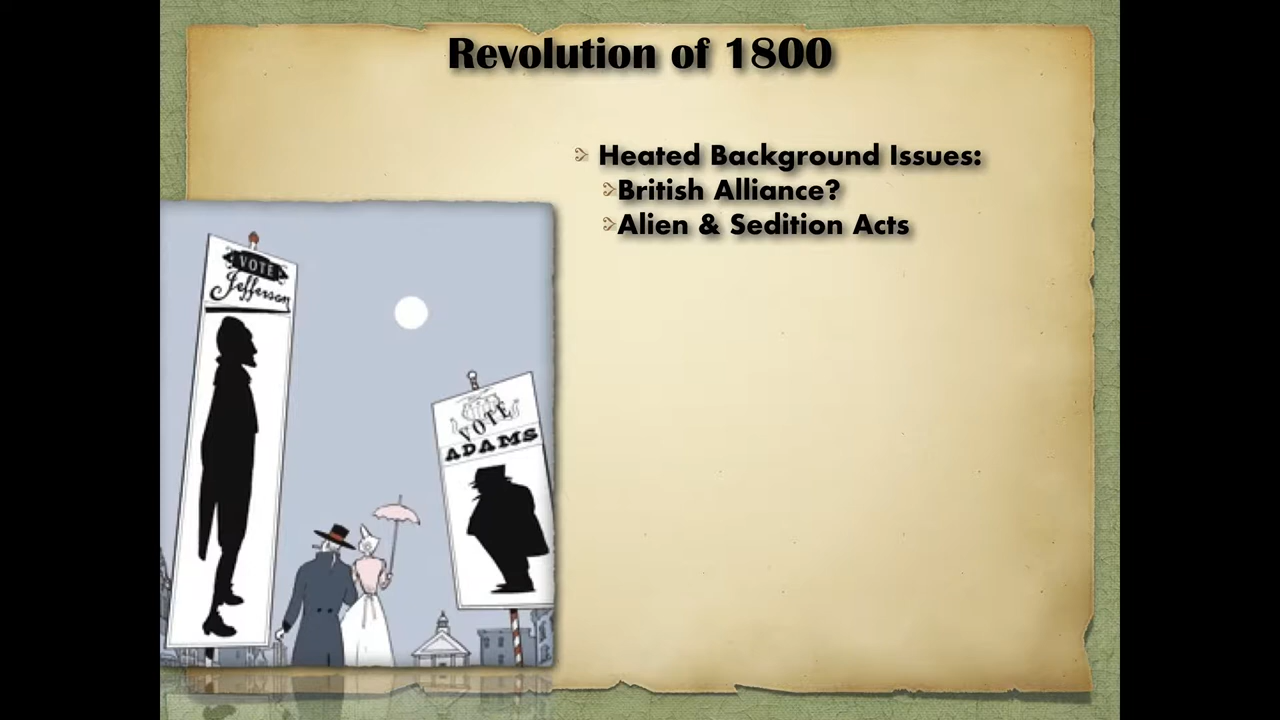 Revolution of 1800
Heated Background Issues:
British Alliance?
Alien & Sedition Acts
VOTE
Jefferson
VOTE
ADAMS